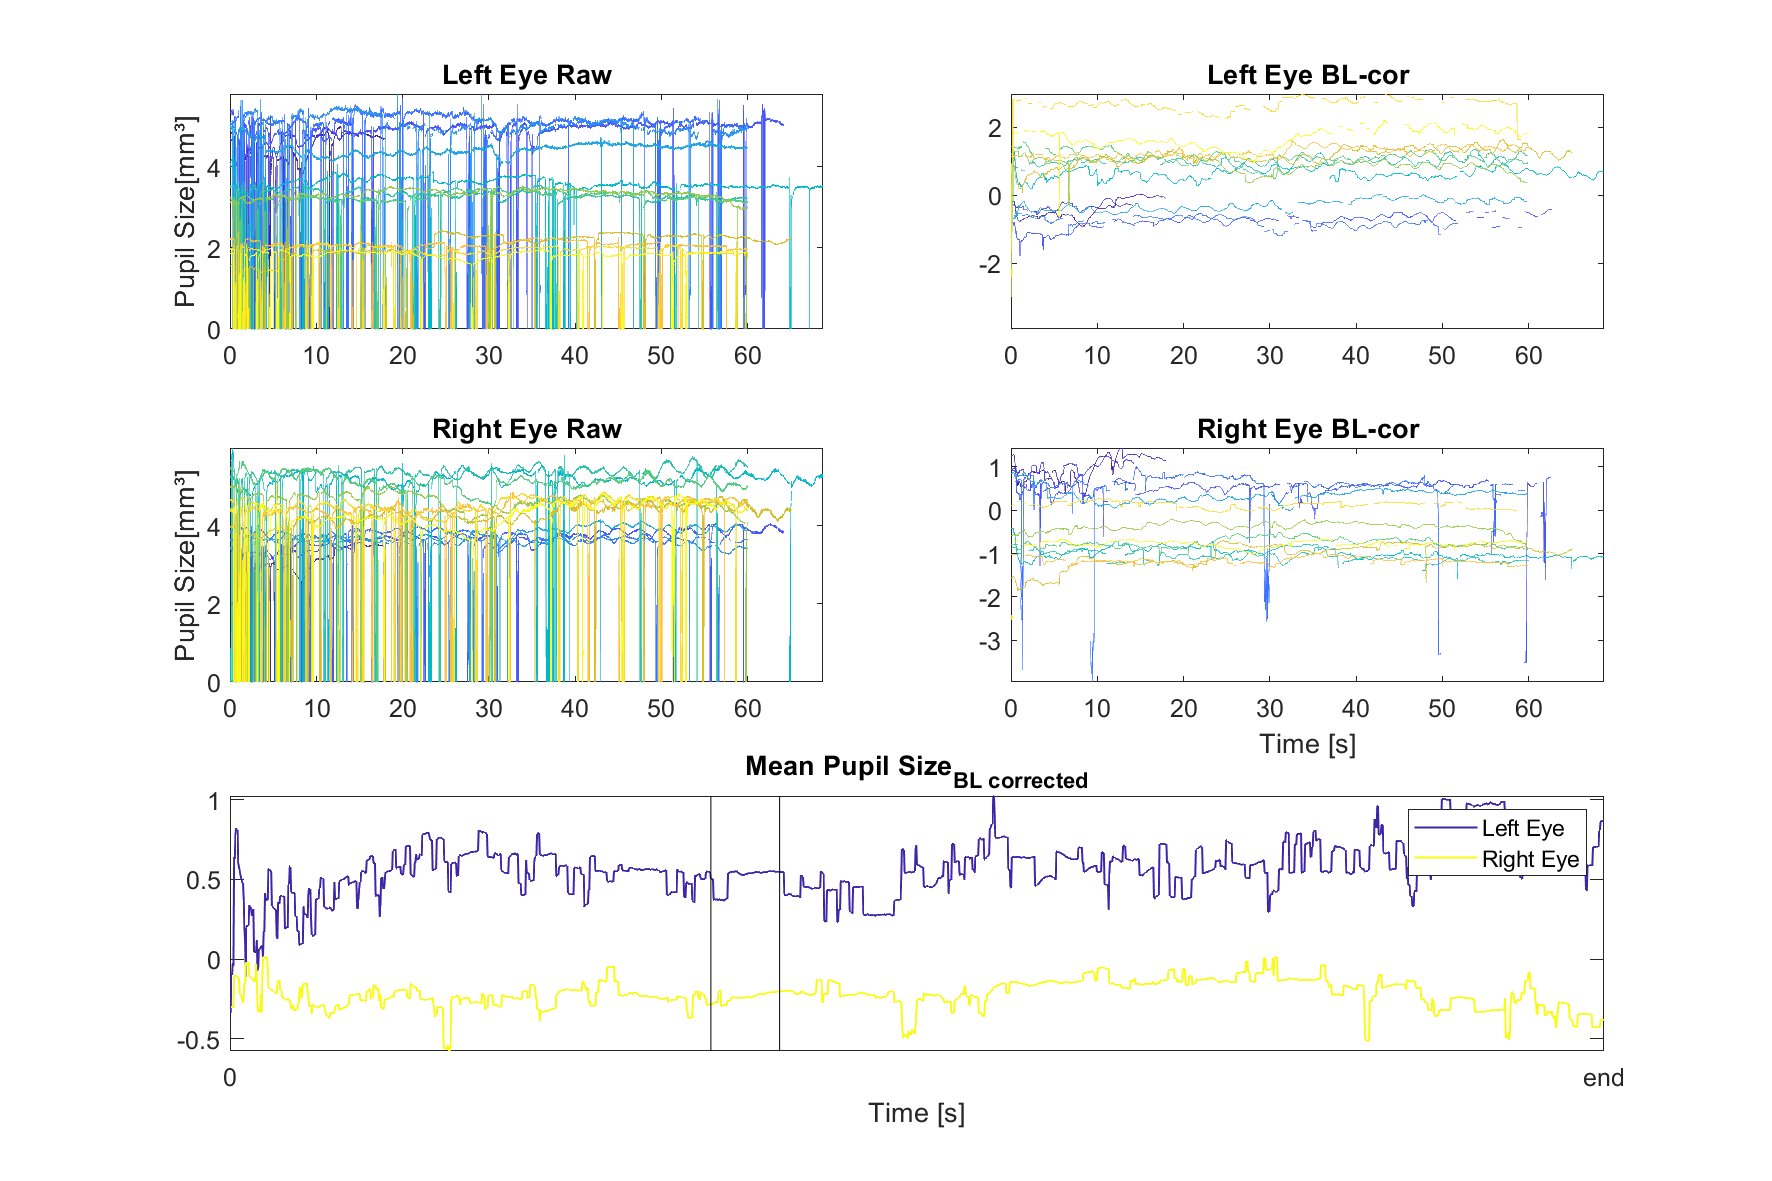 Left Eye Raw
Pupil Size[mm³]
4
2
0
0 10 20 30 40 50 60
Left Eye BL-cor
2
0
-2
0 10 20 30 40 50 60
Right Eye Raw
Pupil Size[mm³]
4
2
0
0 10 20 30 40 50 60
Right Eye BL-cor
1
0
-1
-2
-3
0 10 20 30 40 50 60
Time [s]
Mean Pupil Size BL corrected
1
0.5
0
-0.5
Left Eye
Right Eye
0 end
Time [s]